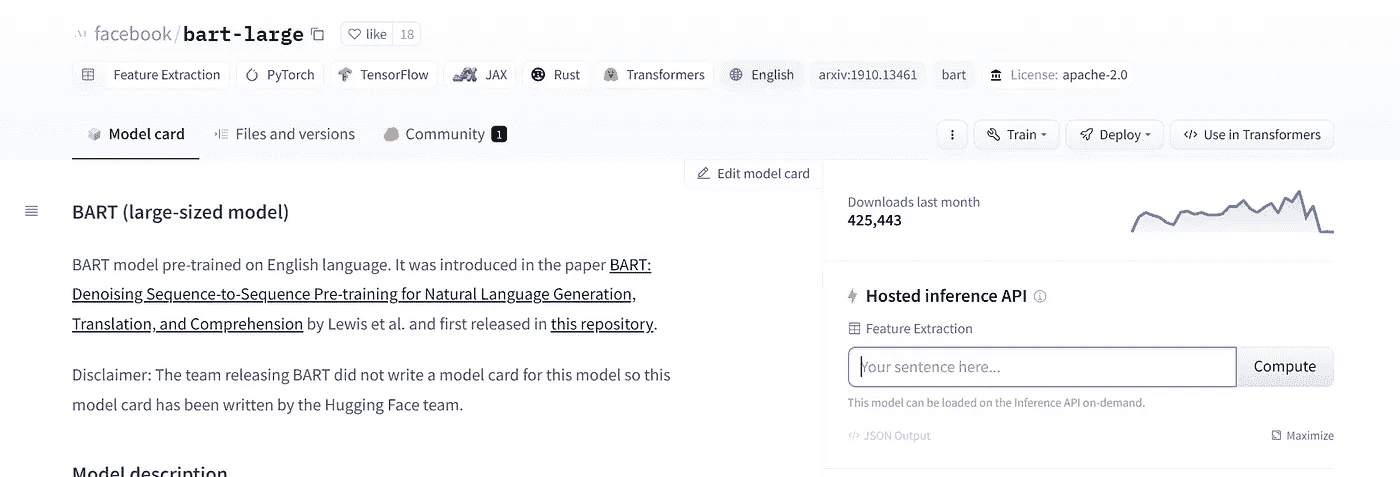 facebook/bart-large like 18
Feature Extraction PyTorch TensorFlow JAX Rust Transformers English arxiv:1910.13461 bart License: apache-2.0
Model card Files and versions Community 1 Train Deploy </> Use in Transformers
Edit model card
BART (large-sized model)
BART model pre-trained on English language. It was introduced in the paper BART:
Denoising Sequence-to-Sequence Pre-training for Natural Language Generation,
Translation, and Comprehension by Lewis et al. and first released in this repository.
Disclaimer: The team releasing BART did not write a model card for this model so this
model card has been written by the Hugging Face team.
Model description
Downloads last month
425,443
Hosted inference API
Feature Extraction
Your sentence here... Compute
This model can be loaded on the Inference API on-demand.
</> JSON Output Maximize